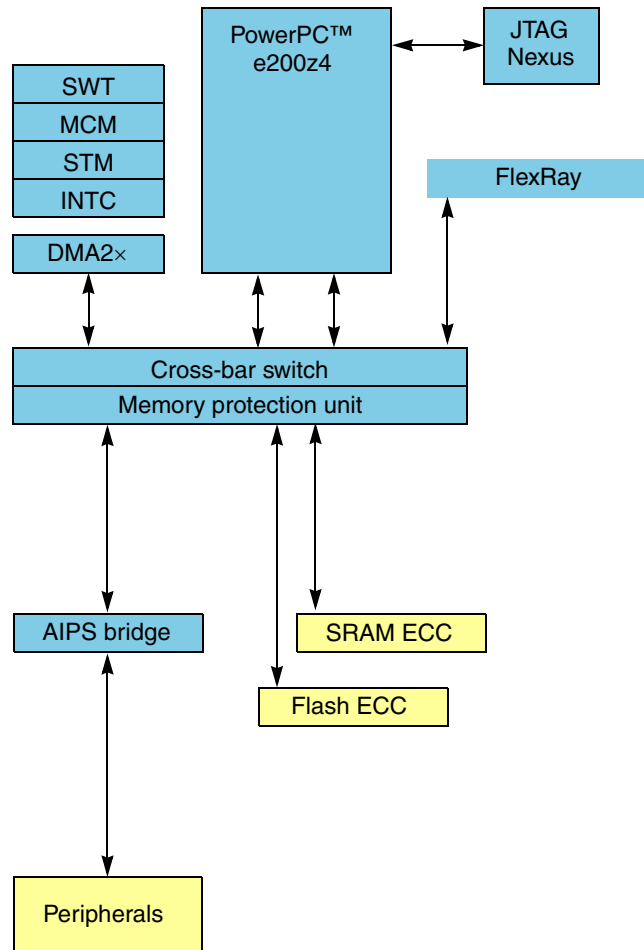 PowerPC™
e200z4
JTAG
Nexus
SWT
MCM
STM
INTC
FlexRay
DMA2×
Cross-bar switch
Memory protection unit
AIPS bridge
SRAM ECC
Flash ECC
Peripherals